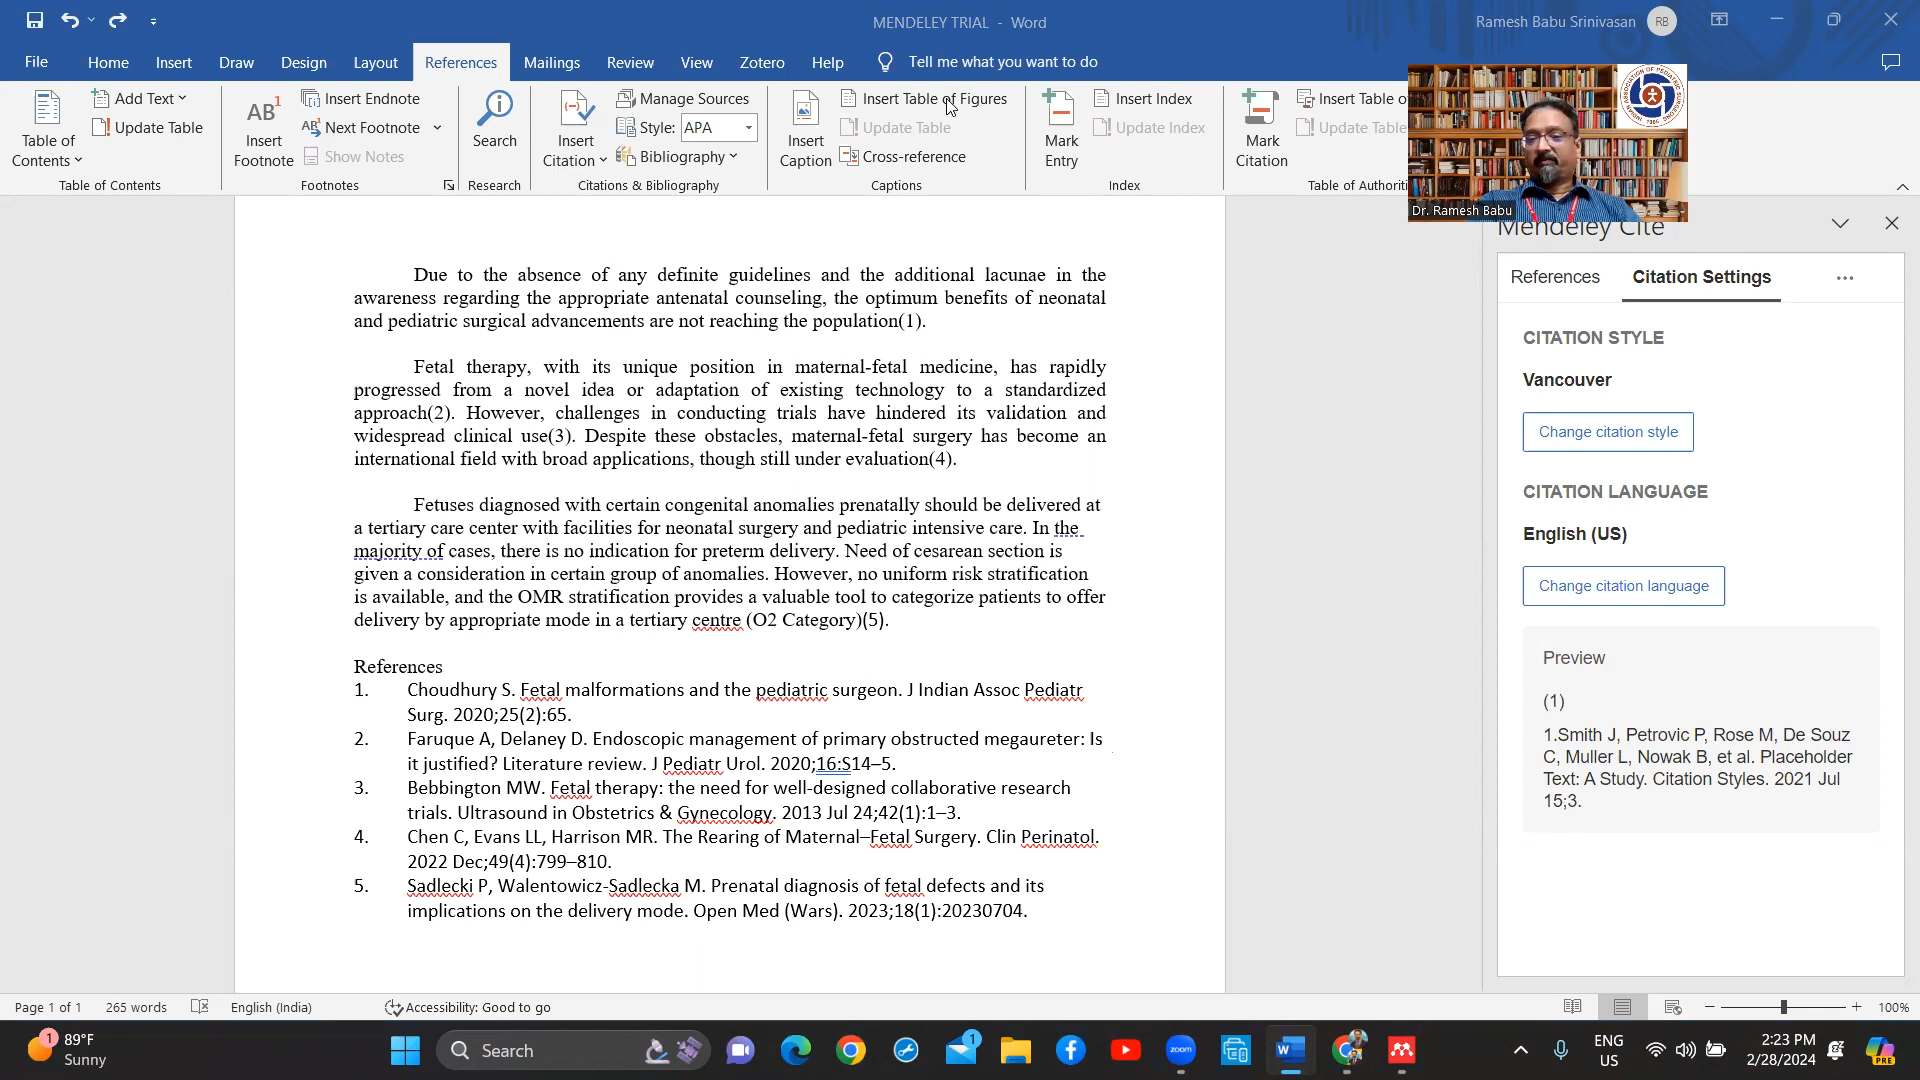 MENDELEY TRIAL - Word
Ramesh Babu Srinivasan RB
File Home Insert Draw Design Layout References Mailings Review View Zotero Help Tell me what you want to do
Table of Contents
Add Text
Update Table
Table of Contents
AB1
Insert Footnote
Insert Endnote
Next Footnote
Show Notes
Footnotes
Search
Research
Insert Citation
Manage Sources
Style: APA
Bibliography
Citations & Bibliography
Insert Caption
Insert Table of Figures
Update Table
Cross-reference
Captions
Mark Entry
Insert Index
Update Index
Index
Mark Citation
Insert Table o
Update Table
Table of Authori
Dr. Ramesh Babu
Due to the absence of any definite guidelines and the additional lacunae in the
awareness regarding the appropriate antenatal counseling, the optimum benefits of neonatal
and pediatric surgical advancements are not reaching the population(1).
Fetal therapy, with its unique position in maternal-fetal medicine, has rapidly
progressed from a novel idea or adaptation of existing technology to a standardized
approach(2). However, challenges in conducting trials have hindered its validation and
widespread clinical use(3). Despite these obstacles, maternal-fetal surgery has become an
international field with broad applications, though still under evaluation(4).
Fetuses diagnosed with certain congenital anomalies prenatally should be delivered at
a tertiary care center with facilities for neonatal surgery and pediatric intensive care. In the
majority of cases, there is no indication for preterm delivery. Need of cesarean section is
given a consideration in certain group of anomalies. However, no uniform risk stratification
is available, and the OMR stratification provides a valuable tool to categorize patients to offer
delivery by appropriate mode in a tertiary centre (O2 Category)(5).
References
1. Choudhury S. Fetal malformations and the pediatric surgeon. J Indian Assoc Pediatr
Surg. 2020;25(2):65.
2. Faruque A, Delaney D. Endoscopic management of primary obstructed megaureter: Is
it justified? Literature review. J Pediatr Urol. 2020;16:S14–5.
3. Bebbington MW. Fetal therapy: the need for well-designed collaborative research
trials. Ultrasound in Obstetrics & Gynecology. 2013 Jul 24;42(1):1–3.
4. Chen C, Evans LL, Harrison MR. The Rearing of Maternal–Fetal Surgery. Clin Perinatol.
2022 Dec;49(4):799–810.
5. Sadlecki P, Walentowicz-Sadlecka M. Prenatal diagnosis of fetal defects and its
implications on the delivery mode. Open Med (Wars). 2023;18(1):20230704.
Mendeley Cite
References Citation Settings
CITATION STYLE
Vancouver
Change citation style
CITATION LANGUAGE
English (US)
Change citation language
Preview
(1)
1.Smith J, Petrovic P, Rose M, De Souz
C, Muller L, Nowak B, et al. Placeholder
Text: A Study. Citation Styles. 2021 Jul
15;3.
Page 1 of 1 265 words English (India) Accessibility: Good to go 100%
1 89°F
Sunny
Search
1
zoom
W
ENG
US
2:23 PM
2/28/2024
PRE